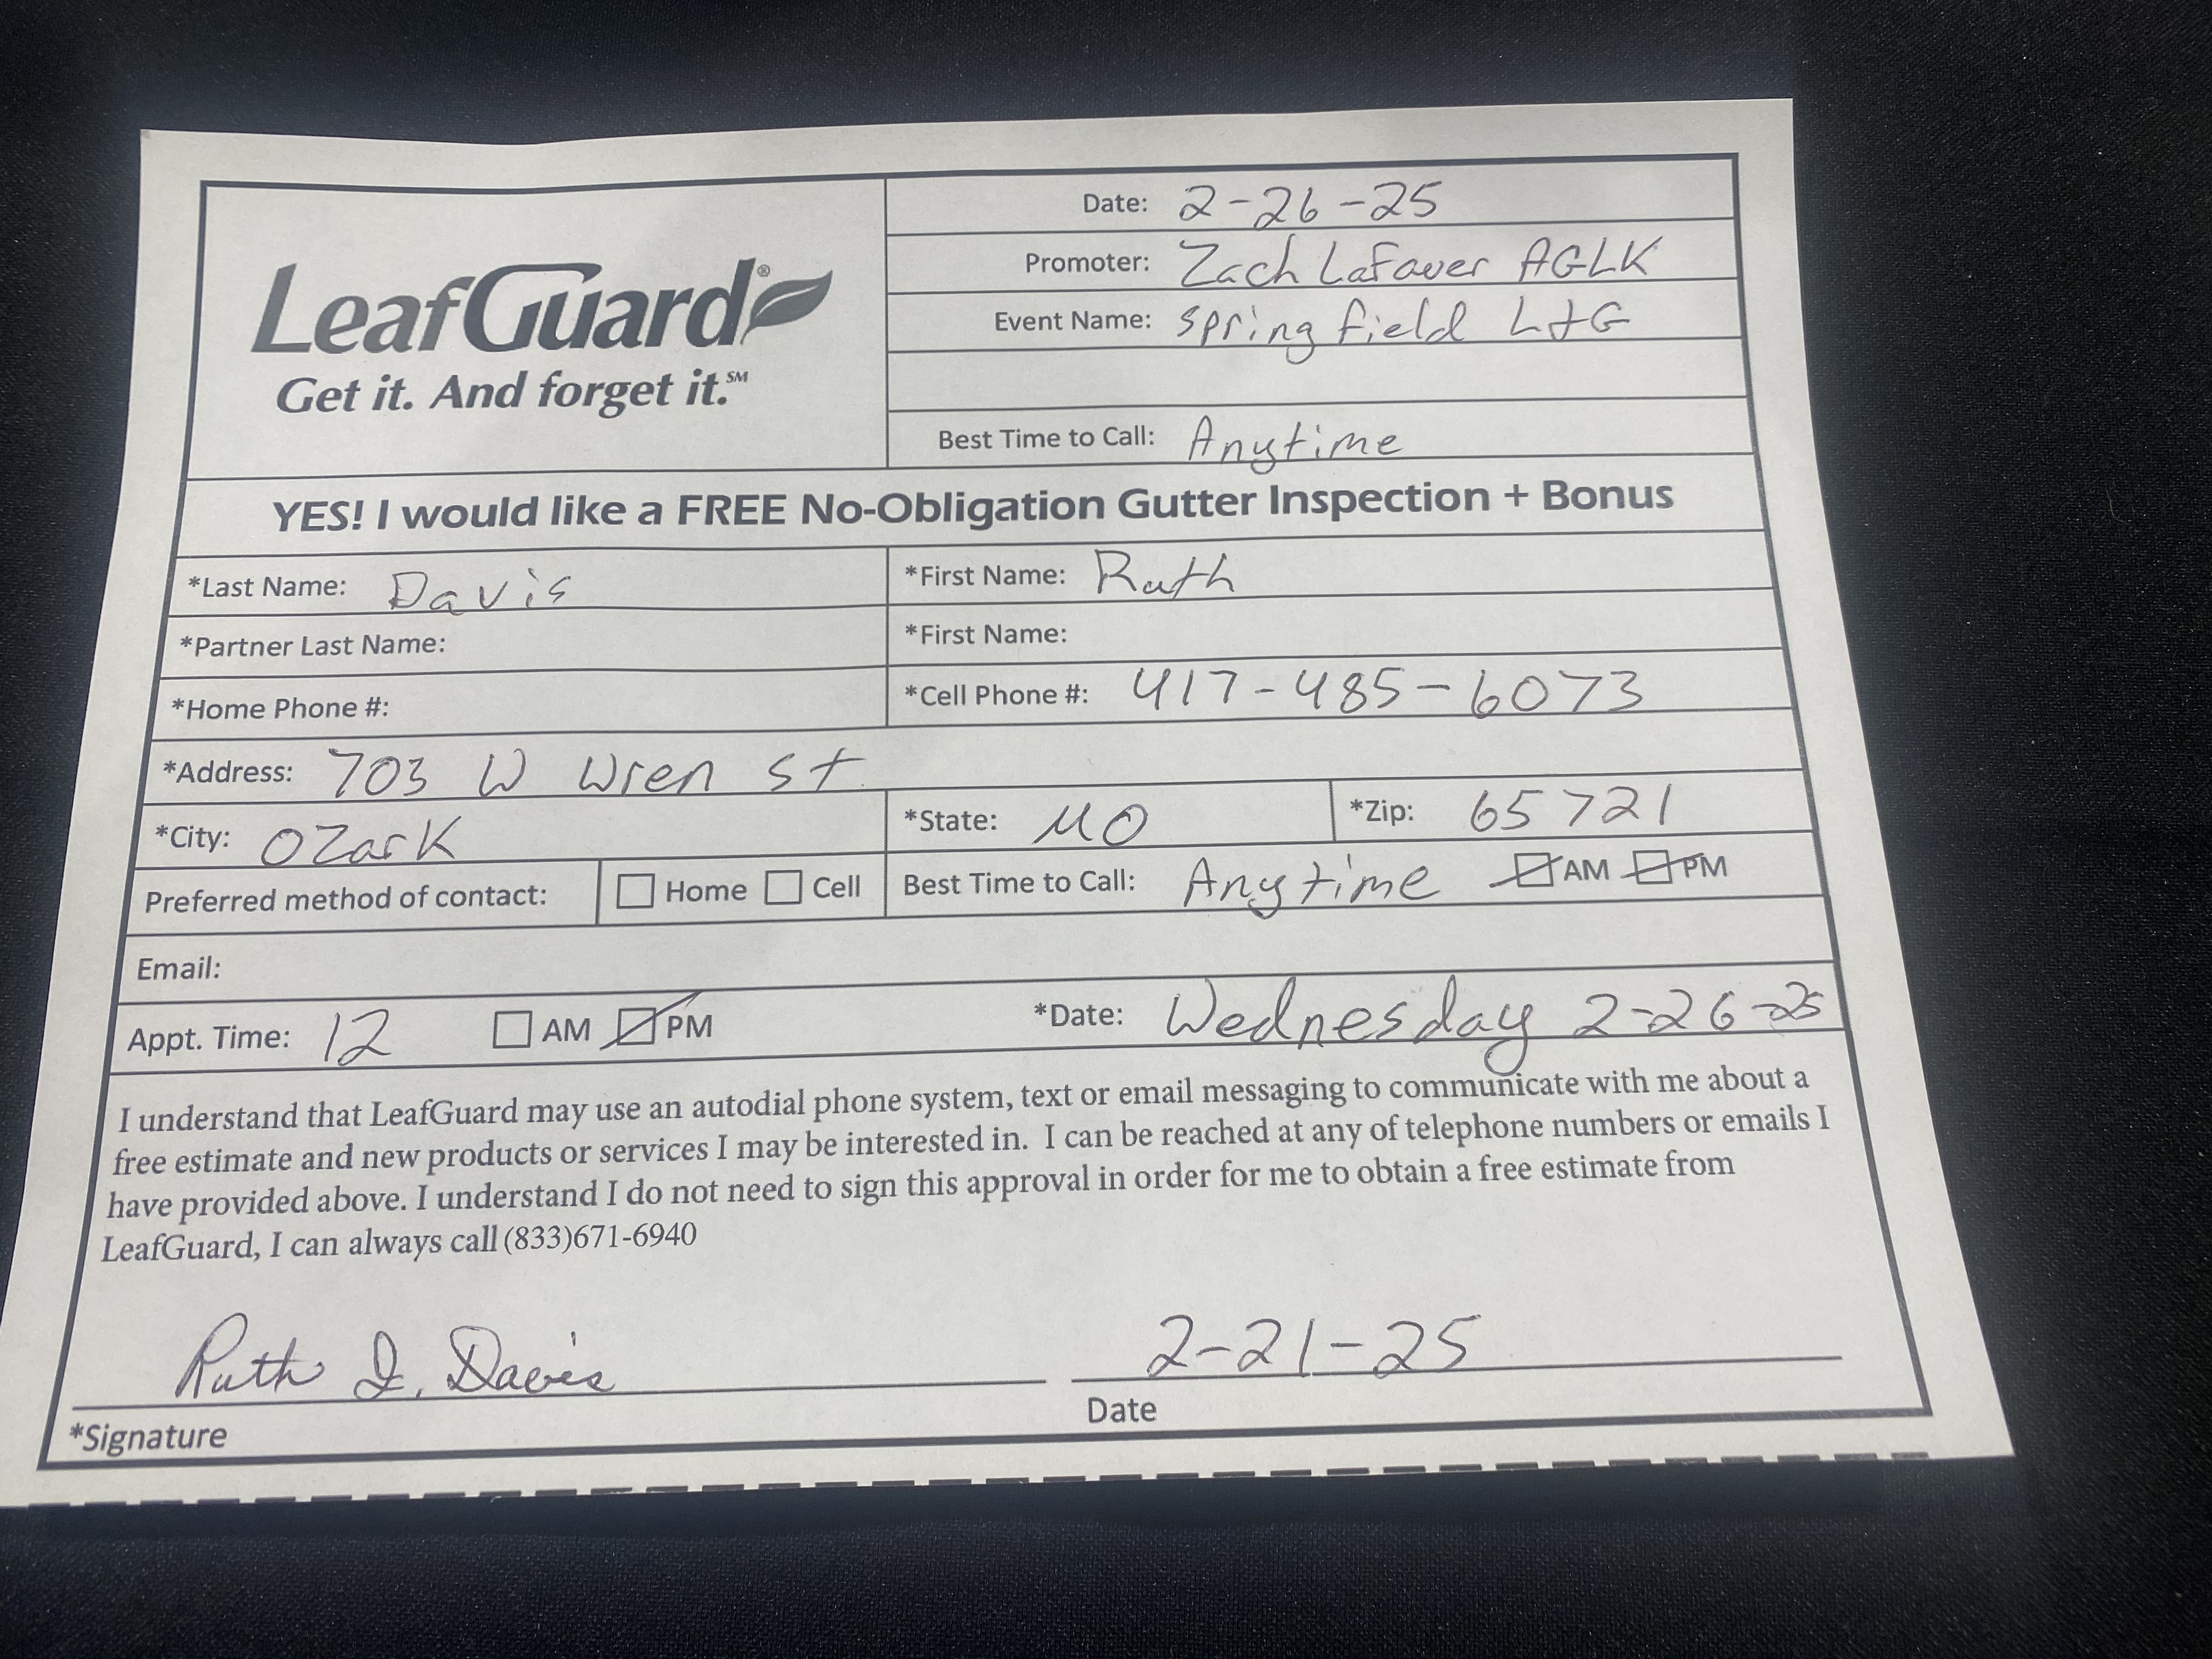 LeafGuard®
Get it. And forget it.℠
Date: 2-26-25
Promoter: Zach Lafaver AGLK
Event Name: Springfield L+G
Best Time to Call: Anytime
YES! I would like a FREE No-Obligation Gutter Inspection + Bonus
*Last Name: Davis *First Name: Ruth
*Partner Last Name: *First Name:
*Home Phone #: *Cell Phone #: 417-485-6073
*Address: 703 W Wren St
*City: OZark *State: MO *Zip: 65721
Preferred method of contact: ☐ Home ☐ Cell Best Time to Call: Anytime ☑ AM ☑ PM
Email:
Appt. Time: 12 ☐ AM ☑ PM *Date: Wednesday 2-26-25
I understand that LeafGuard may use an autodial phone system, text or email messaging to communicate with me about a
free estimate and new products or services I may be interested in. I can be reached at any of telephone numbers or emails I
have provided above. I understand I do not need to sign this approval in order for me to obtain a free estimate from
LeafGuard, I can always call (833)671-6940
Ruth I. Davis 2-21-25
*Signature Date